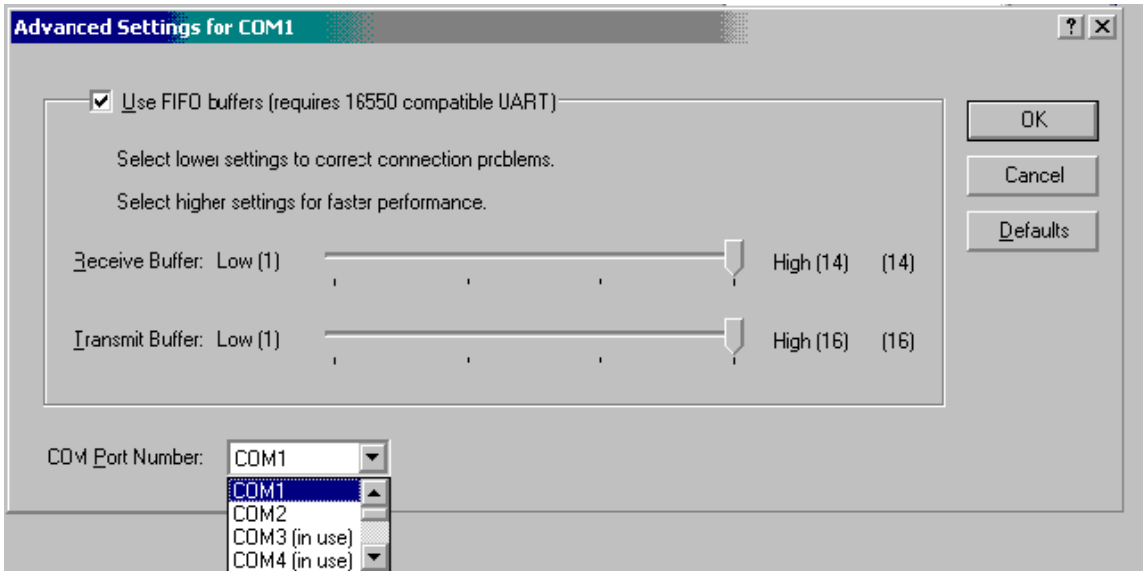 Advanced Settings for COM1
Use FIFO buffers (requires 16550 compatible UART)
OK
Select lower settings to correct connection problems.
Cancel
Select higher settings for faster performance.
Defaults
Receive Buffer: Low (1) High (14) (14)
Transmit Buffer: Low (1) High (16) (16)
COM Port Number: COM1
COM1
COM2
COM3 (in use)
COM4 (in use)